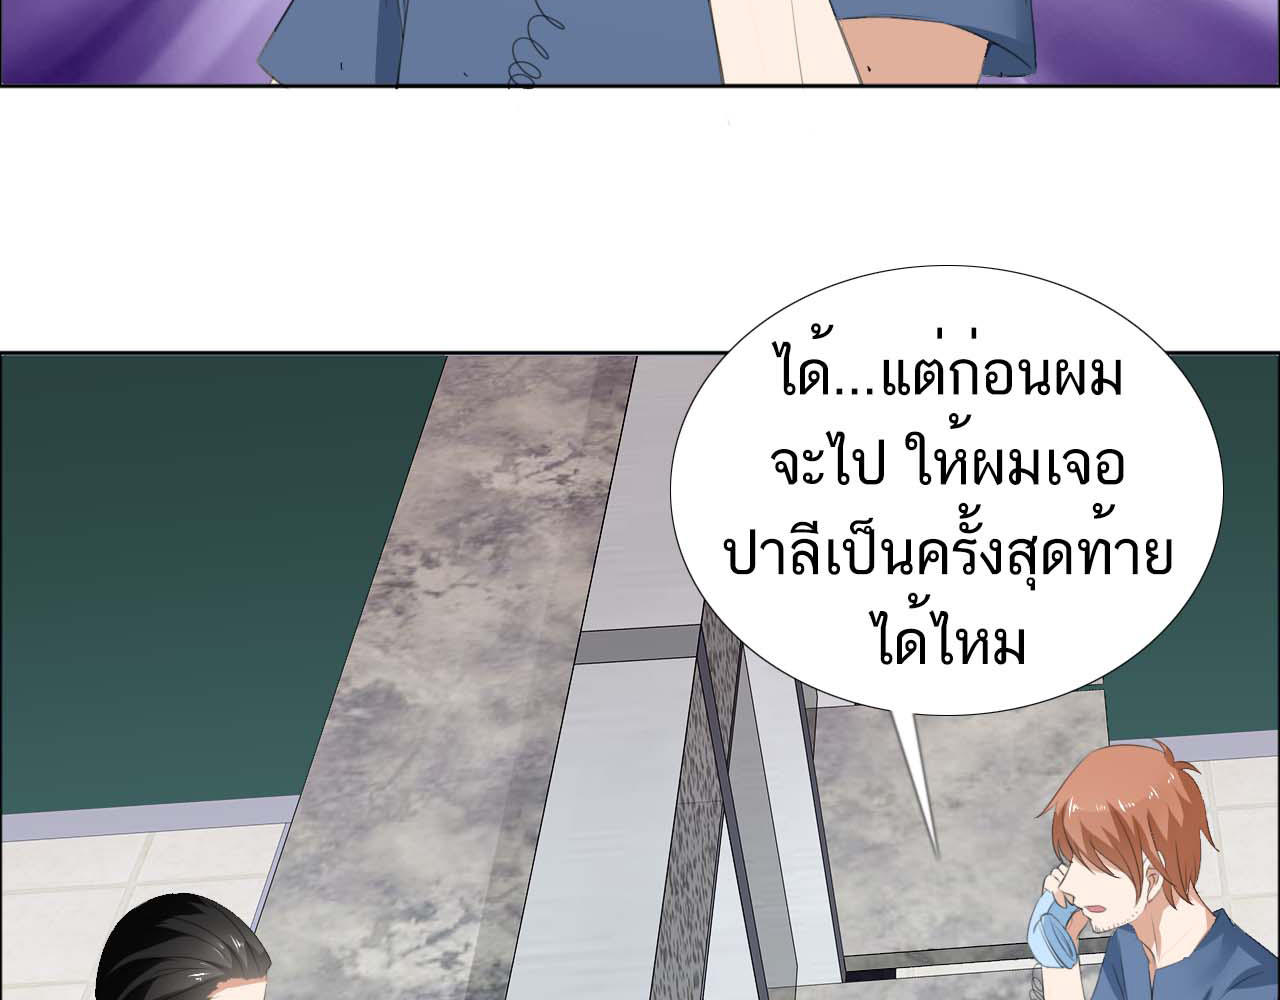 ได้...แต่ก่อนผม
จะไป ให้ผมเจอ
ปาลีเป็นครั้งสุดท้าย
ได้ไหม